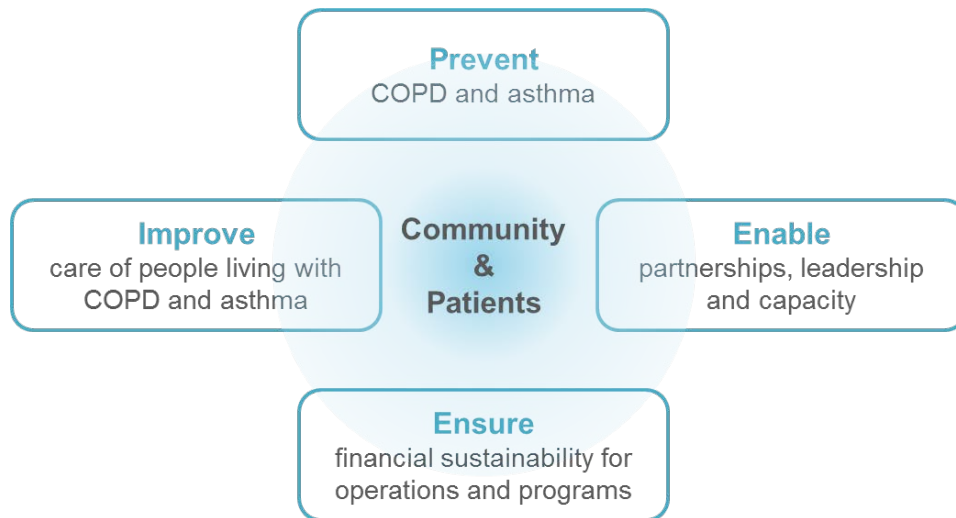 Prevent
COPD and asthma
Improve
care of people living with
COPD and asthma
Community
&
Patients
Enable
partnerships, leadership
and capacity
Ensure
financial sustainability for
operations and programs